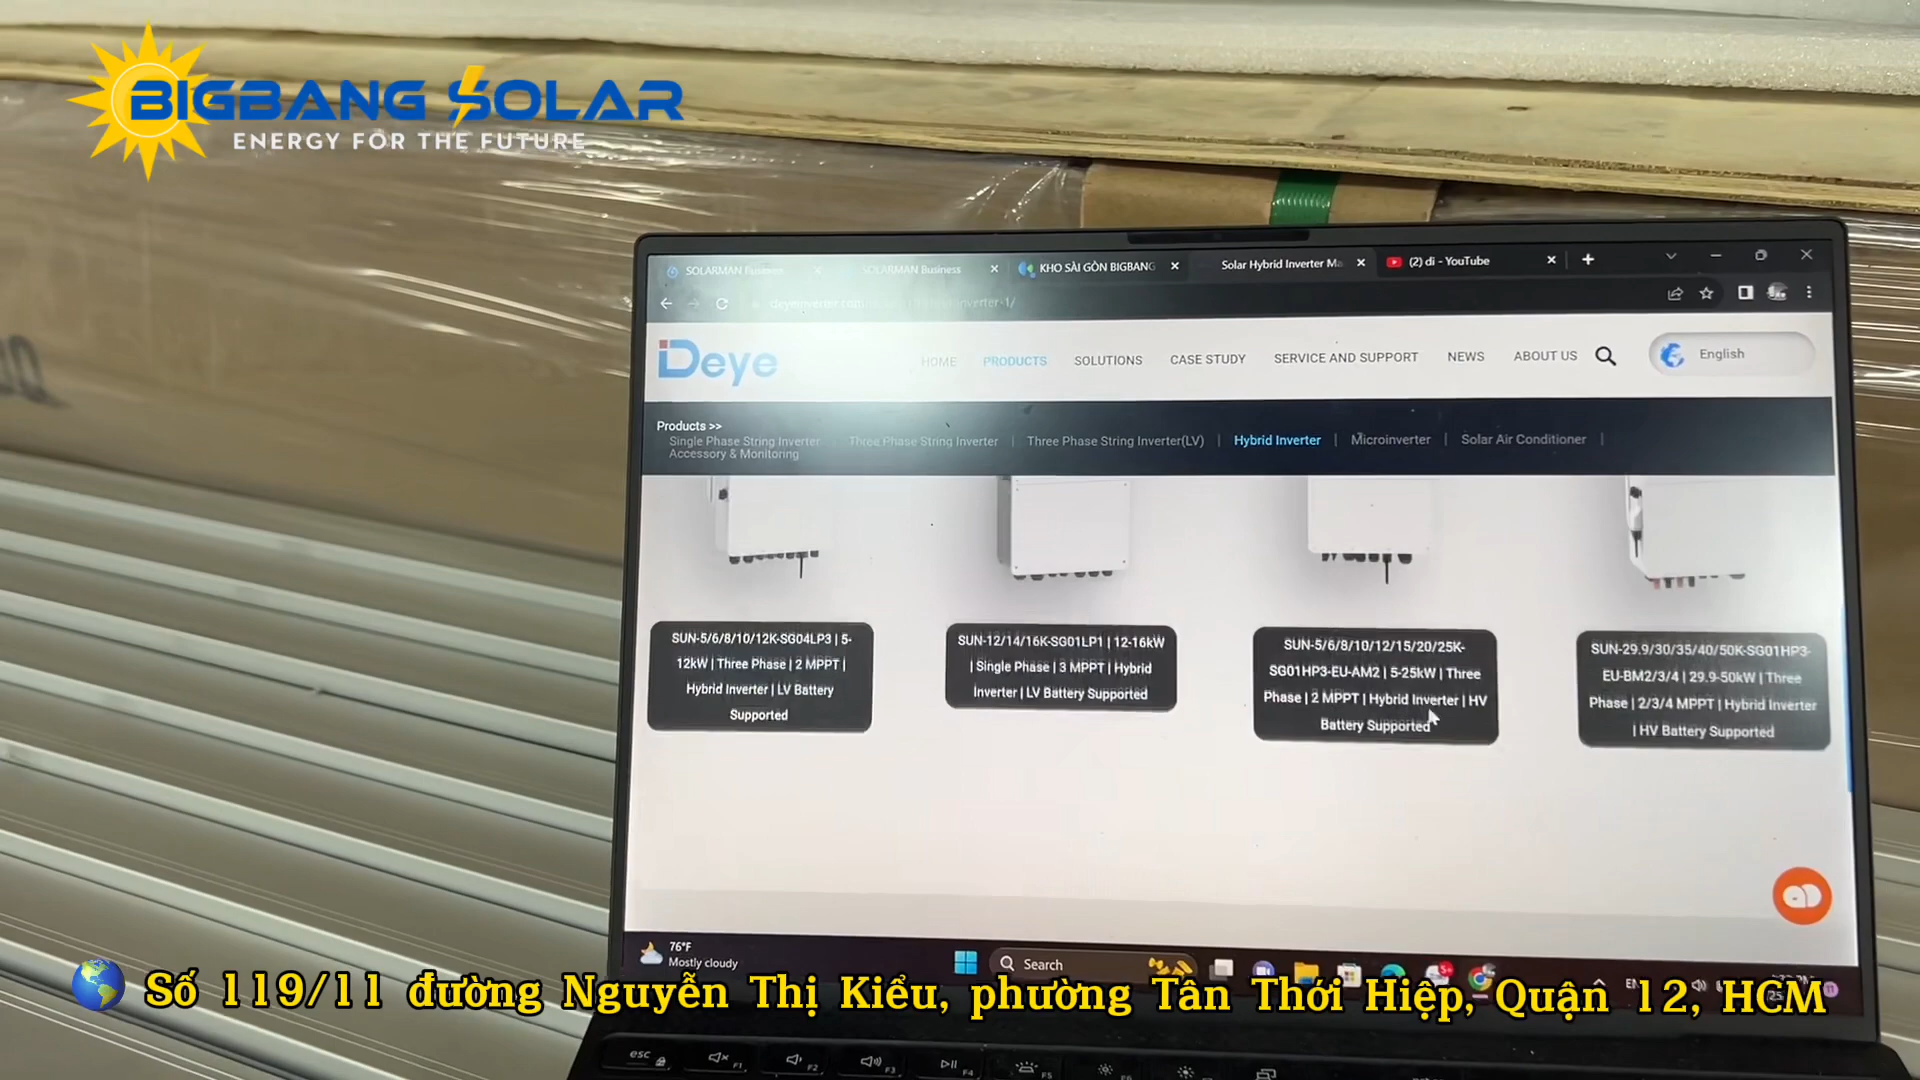 BIGBANG SOLAR
ENERGY FOR THE FUTURE
SOLARMAN Business
SOLARMAN Business
KHO SÀI GÒN BIGBANG
Solar Hybrid Inverter Ma
(2) di - YouTube
Deye
HOME
PRODUCTS
SOLUTIONS
CASE STUDY
SERVICE AND SUPPORT
NEWS
ABOUT US
English
Products >>
Single Phase String Inverter | Three Phase String Inverter | Three Phase String Inverter(LV) | Hybrid Inverter | Microinverter | Solar Air Conditioner |
Accessory & Monitoring
SUN-5/6/8/10/12K-SG04LP3 | 5-
12kW | Three Phase | 2 MPPT |
Hybrid Inverter | LV Battery
Supported
SUN-12/14/16K-SG01LP1 | 12-16kW
| Single Phase | 3 MPPT | Hybrid
Inverter | LV Battery Supported
SUN-5/6/8/10/12/15/20/25K-
SG01HP3-EU-AM2 | 5-25kW | Three
Phase | 2 MPPT | Hybrid Inverter | HV
Battery Supported
SUN-29.9/30/35/40/50K-SG01HP3-
EU-BM2/3/4 | 29.9-50kW | Three
Phase | 2/3/4 MPPT | Hybrid Inverter
| HV Battery Supported
76°F
Mostly cloudy
Search
Số 119/11 đường Nguyễn Thị Kiểu, phường Tân Thới Hiệp, Quận 12, HCM
esc
F1
F2
F3
F4
F5
F6